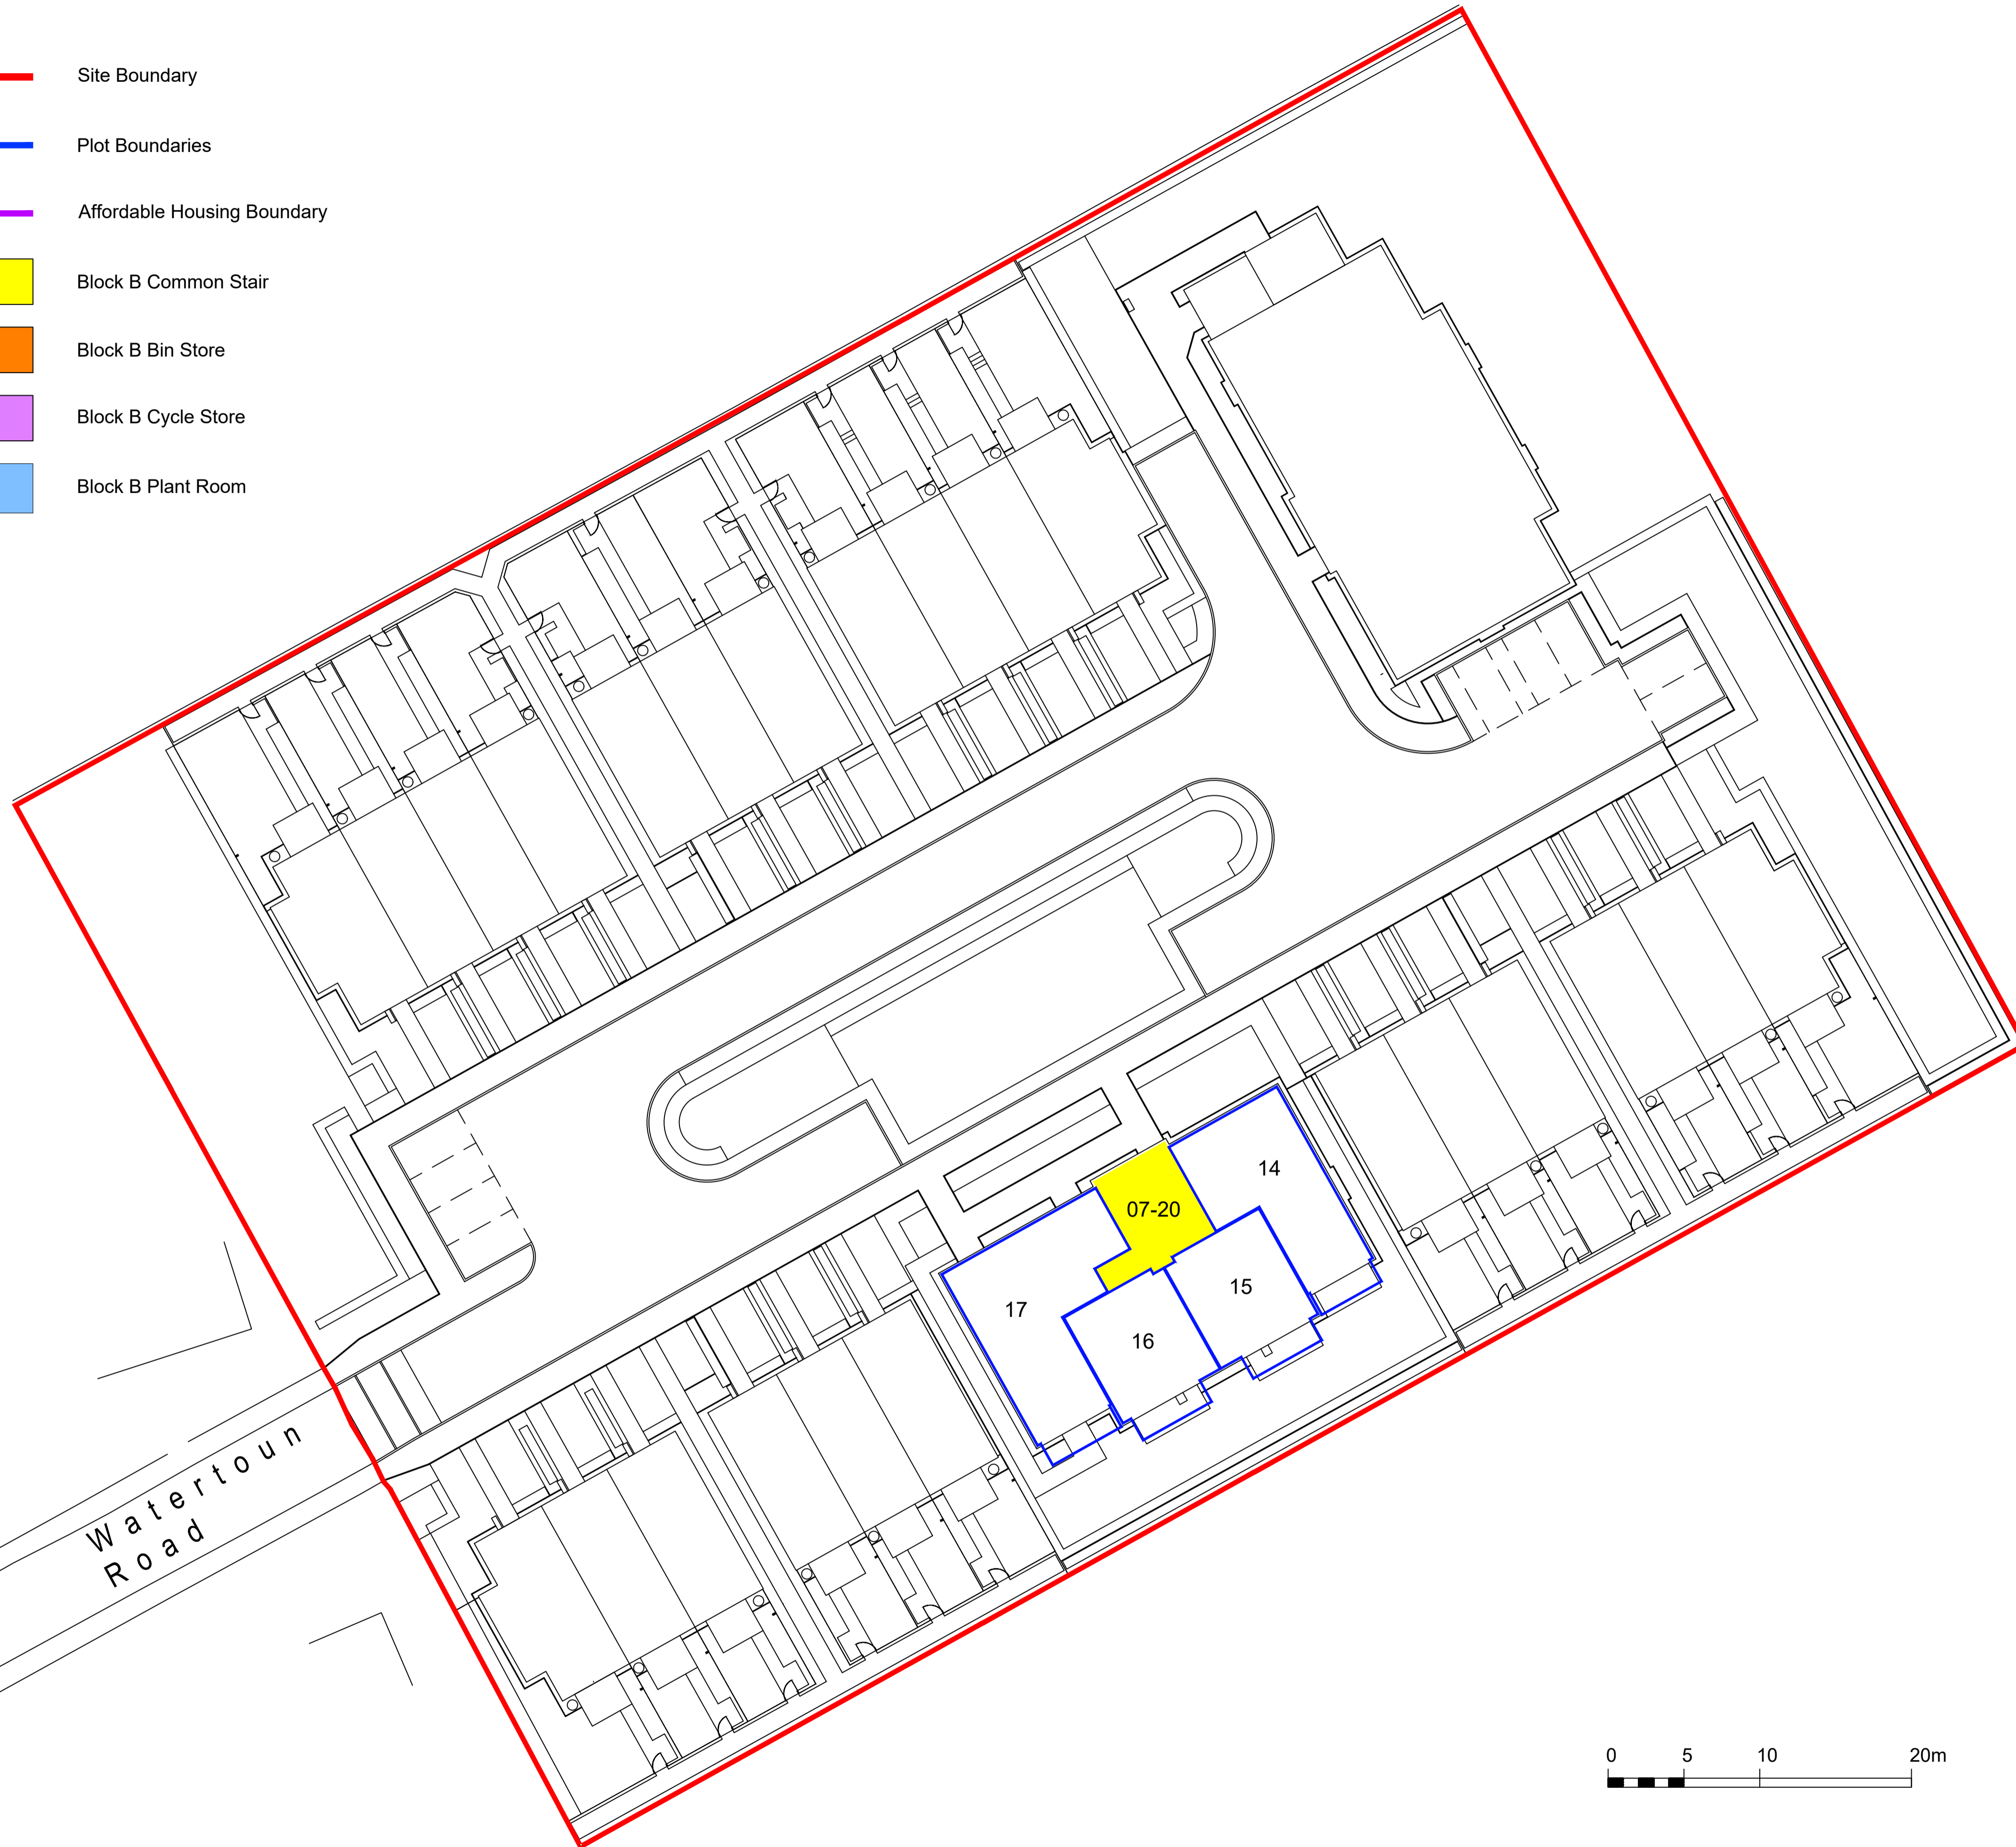 Site Boundary
Plot Boundaries
Affordable Housing Boundary
Block B Common Stair
Block B Bin Store
Block B Cycle Store
Block B Plant Room
14
07-20
15
17
16
Watertoun
Road
0 5 10 20m